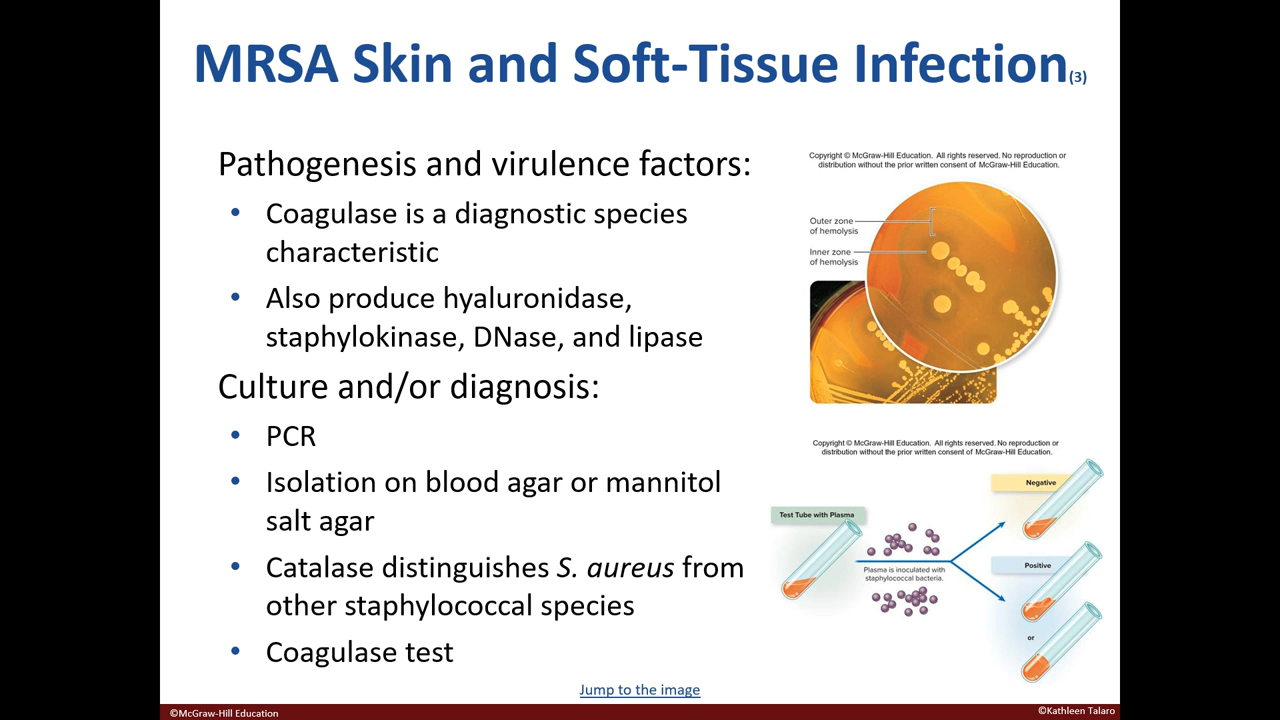 MRSA Skin and Soft-Tissue Infection(3)
Pathogenesis and virulence factors:
• Coagulase is a diagnostic species
characteristic
• Also produce hyaluronidase,
staphylokinase, DNase, and lipase
Culture and/or diagnosis:
• PCR
• Isolation on blood agar or mannitol
salt agar
• Catalase distinguishes S. aureus from
other staphylococcal species
• Coagulase test
Copyright © McGraw-Hill Education. All rights reserved. No reproduction or
distribution without the prior written consent of McGraw-Hill Education.
Outer zone
of hemolysis
Inner zone
of hemolysis
Copyright © McGraw-Hill Education. All rights reserved. No reproduction or
distribution without the prior written consent of McGraw-Hill Education.
Test Tube with Plasma
Plasma is inoculated with
staphylococcal bacteria.
Negative
Positive
or
Jump to the image
©McGraw-Hill Education
©Kathleen Talaro